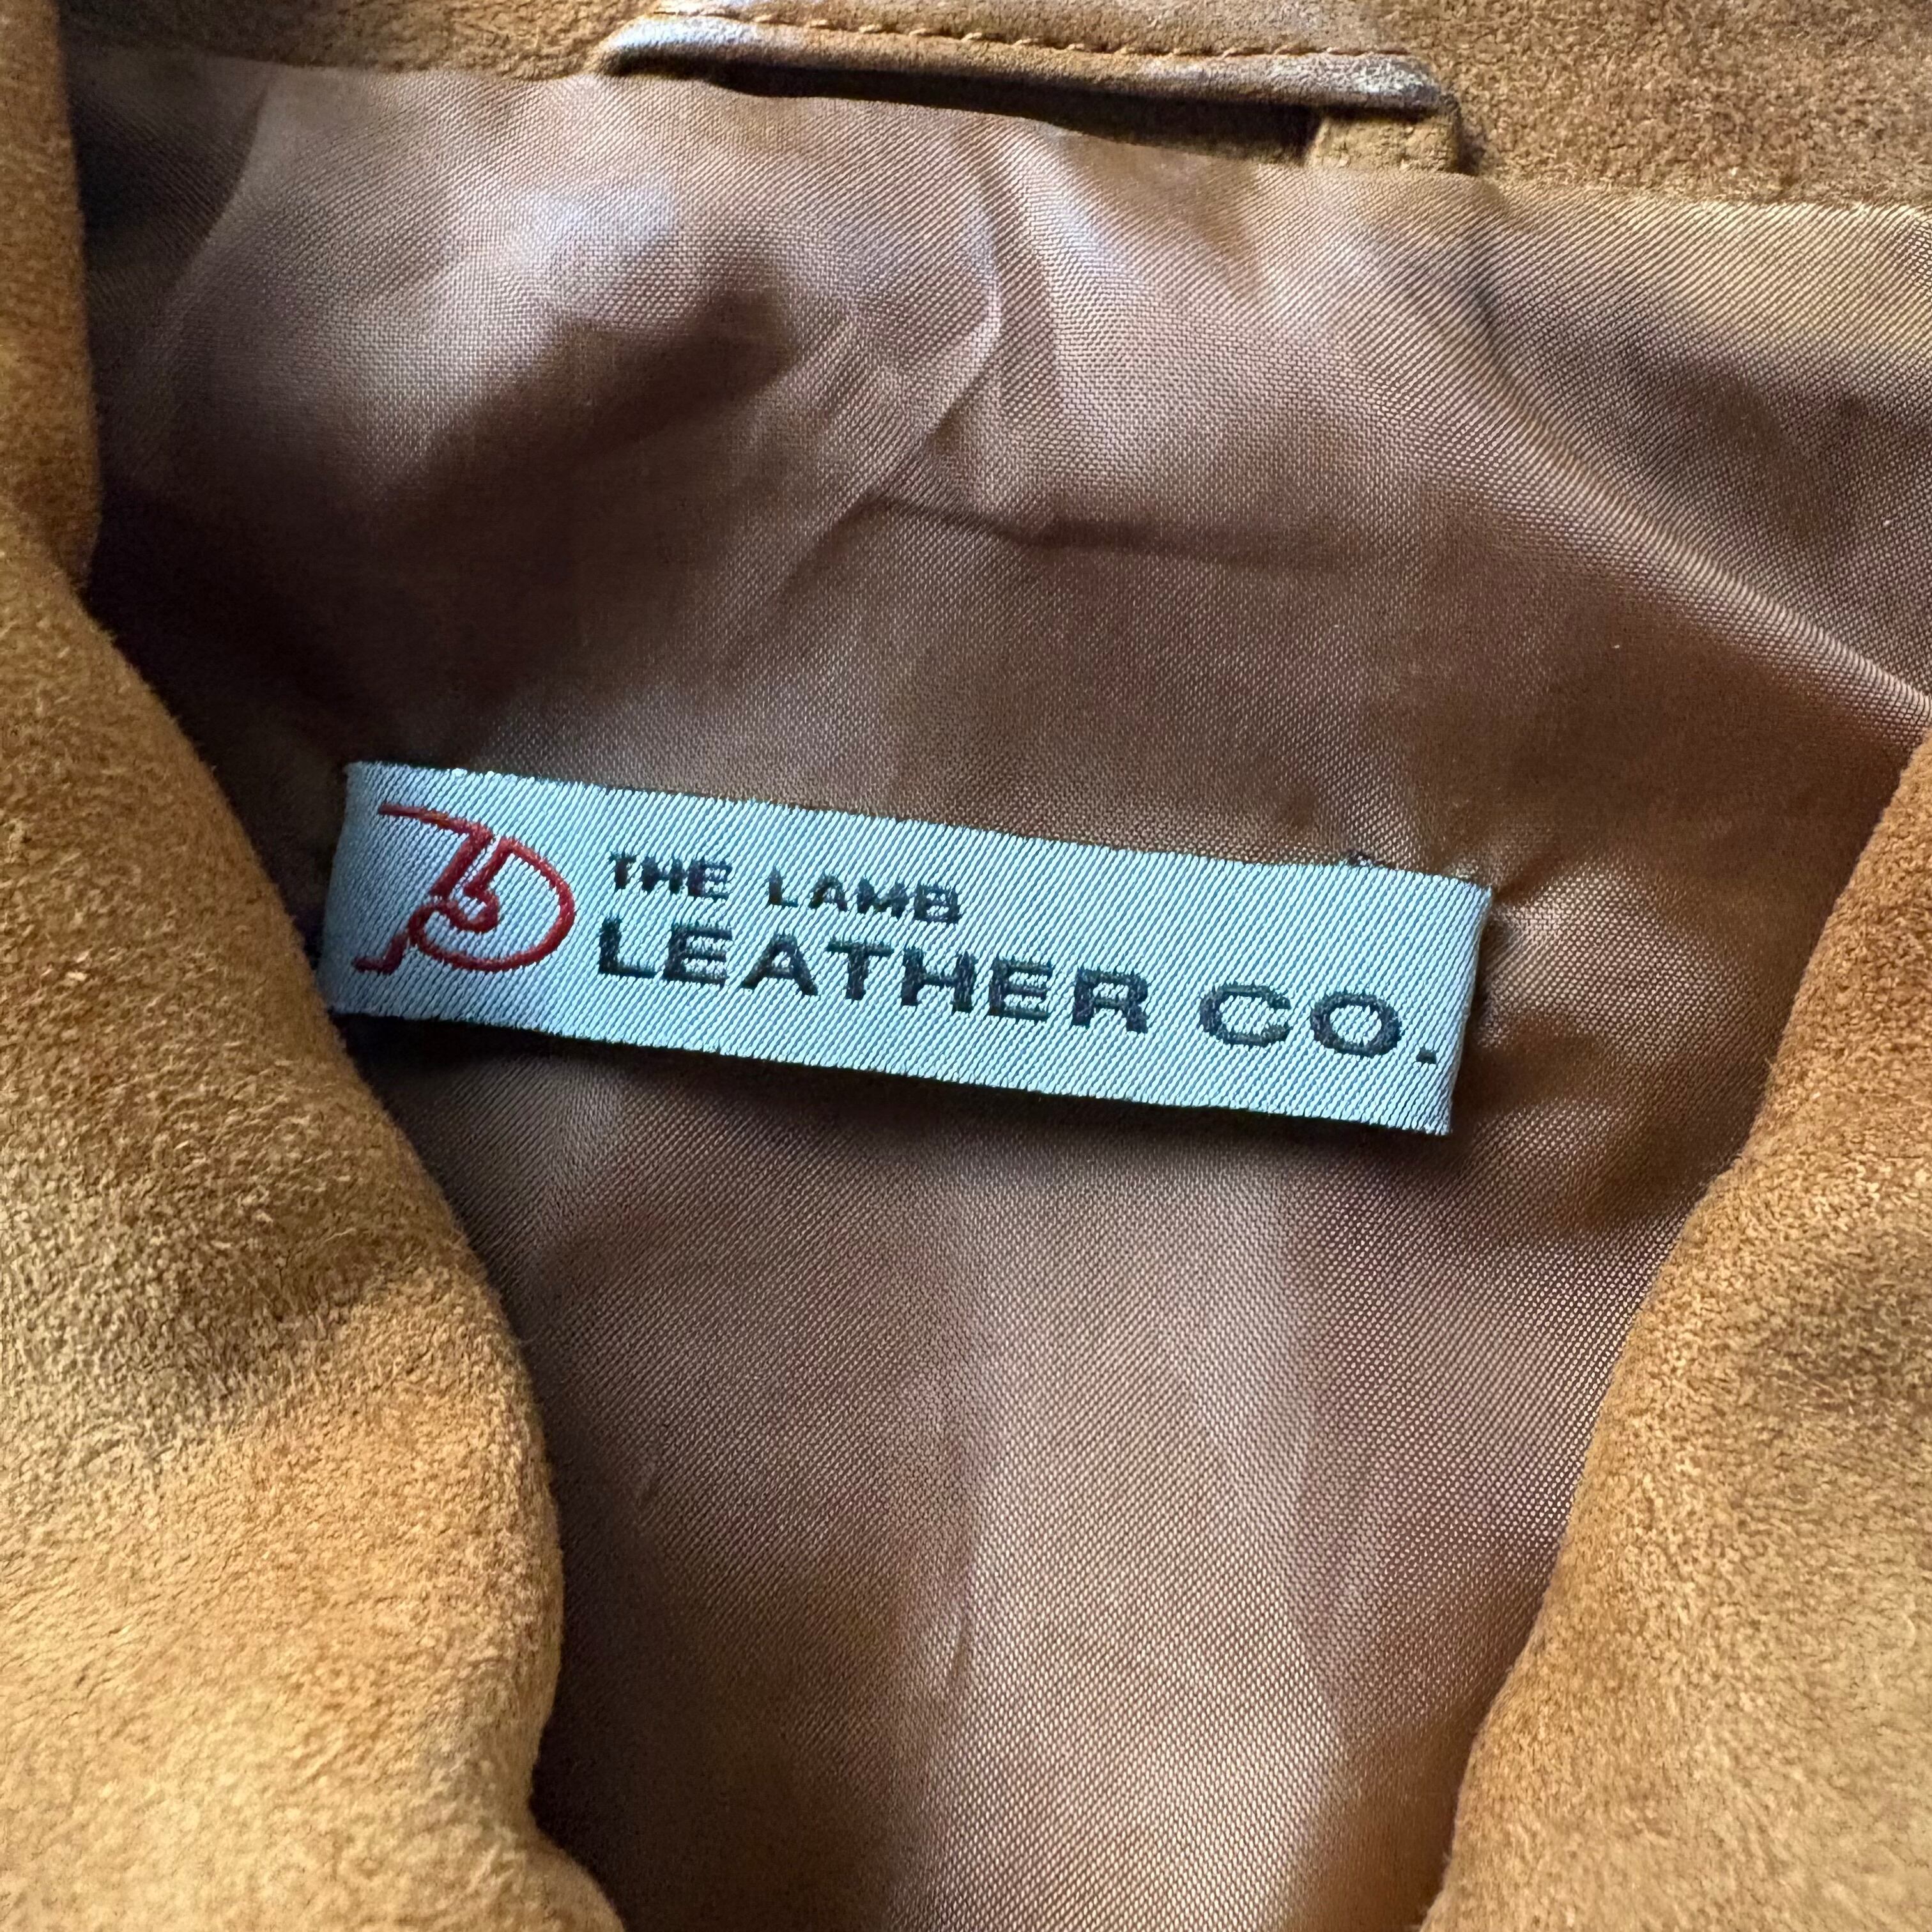 THE LAMB
LEATHER CO.